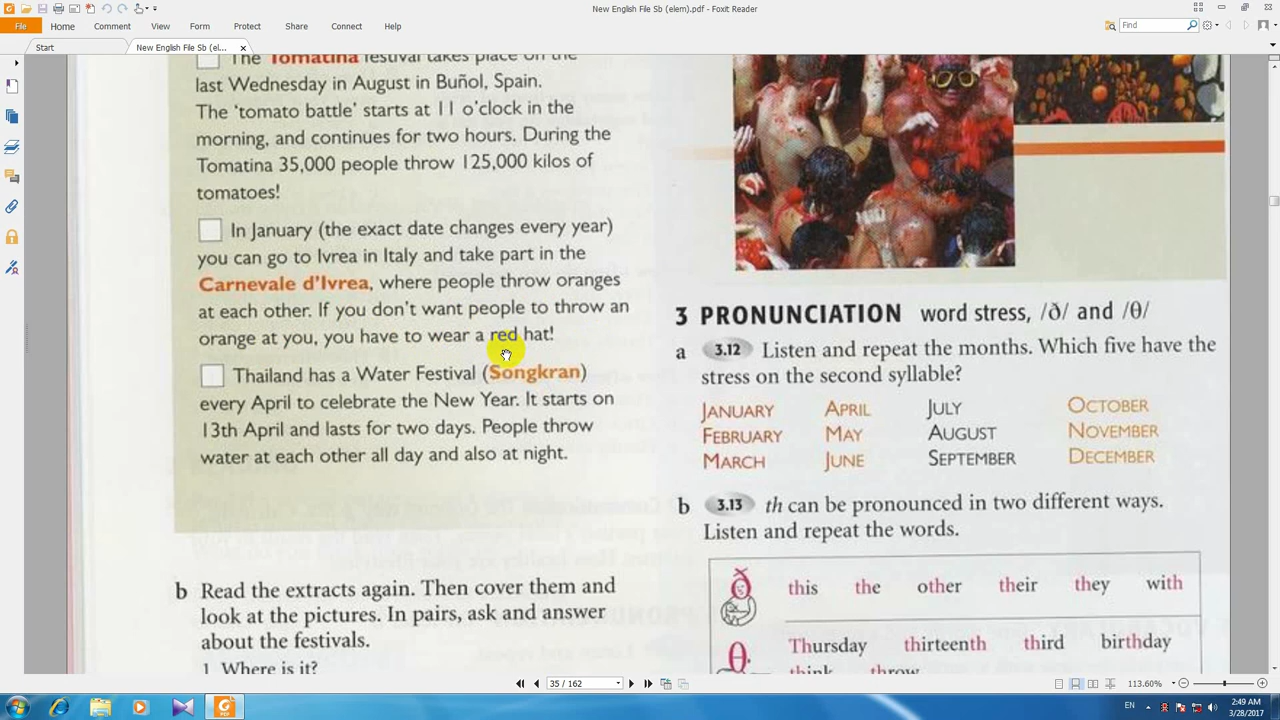 New English File Sb (elem).pdf - Foxit Reader
File Home Comment View Form Protect Share Connect Help
Find
Start
New English File Sb (el...
The Tomatina festival takes place on the
last Wednesday in August in Buñol, Spain.
The ‘tomato battle’ starts at 11 o’clock in the
morning, and continues for two hours. During the
Tomatina 35,000 people throw 125,000 kilos of
tomatoes!
In January (the exact date changes every year)
you can go to Ivrea in Italy and take part in the
Carnevale d’Ivrea, where people throw oranges
at each other. If you don’t want people to throw an
orange at you, you have to wear a red hat!
Thailand has a Water Festival (Songkran)
every April to celebrate the New Year. It starts on
13th April and lasts for two days. People throw
water at each other all day and also at night.
b Read the extracts again. Then cover them and
look at the pictures. In pairs, ask and answer
about the festivals.
1 Where is it?
3 PRONUNCIATION word stress, /ð/ and /θ/
a 3.12 Listen and repeat the months. Which five have the
stress on the second syllable?
JANUARY APRIL JULY OCTOBER
FEBRUARY MAY AUGUST NOVEMBER
MARCH JUNE SEPTEMBER DECEMBER
b 3.13 th can be pronounced in two different ways.
Listen and repeat the words.
ð this the other their they with
θ Thursday thirteenth third birthday
think throw
35 / 162
113.60%
EN
2:49 AM
3/28/2017